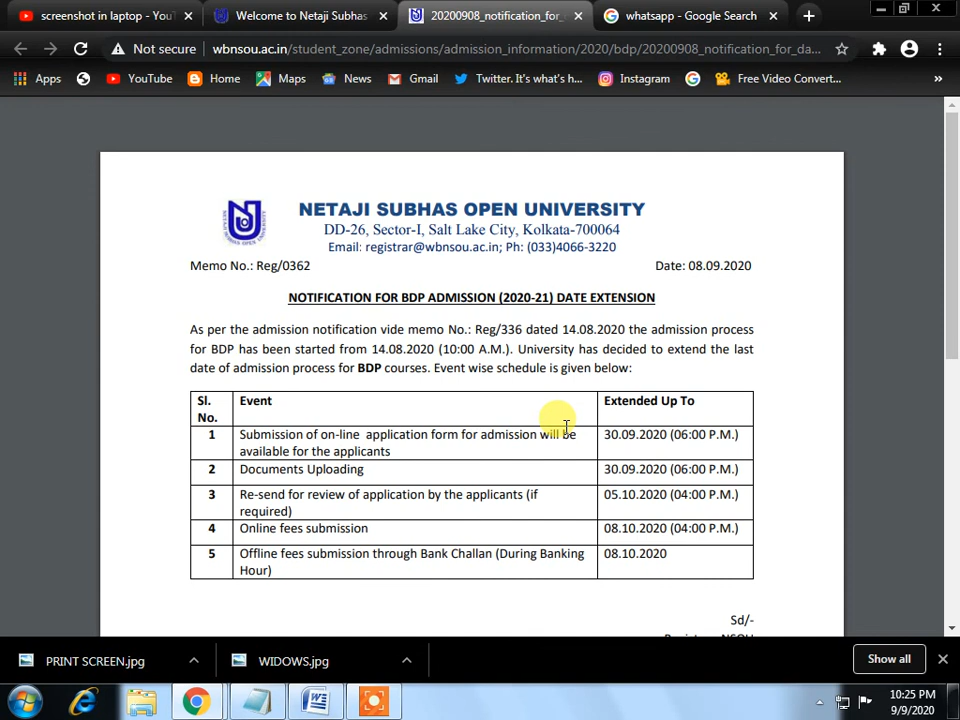 screenshot in laptop - YouT
Welcome to Netaji Subhas
20200908_notification_for_
whatsapp - Google Search
Not secure
wbnsou.ac.in/student_zone/admissions/admission_information/2020/bdp/20200908_notification_for_da...
Apps
YouTube
Home
Maps
News
Gmail
Twitter. It's what's h...
Instagram
Free Video Convert...
»
NETAJI SUBHAS OPEN UNIVERSITY
DD-26, Sector-I, Salt Lake City, Kolkata-700064
Email: registrar@wbnsou.ac.in; Ph: (033)4066-3220
Memo No.: Reg/0362
Date: 08.09.2020
NOTIFICATION FOR BDP ADMISSION (2020-21) DATE EXTENSION
As per the admission notification vide memo No.: Reg/336 dated 14.08.2020 the admission process
for BDP has been started from 14.08.2020 (10:00 A.M.). University has decided to extend the last
date of admission process for BDP courses. Event wise schedule is given below:
Sl. No.
Event
Extended Up To
1
Submission of on-line application form for admission will be
available for the applicants
30.09.2020 (06:00 P.M.)
2
Documents Uploading
30.09.2020 (06:00 P.M.)
3
Re-send for review of application by the applicants (if
required)
05.10.2020 (04:00 P.M.)
4
Online fees submission
08.10.2020 (04:00 P.M.)
5
Offline fees submission through Bank Challan (During Banking
Hour)
08.10.2020
Sd/-
PRINT SCREEN.jpg
WIDOWS.jpg
Show all
10:25 PM
9/9/2020